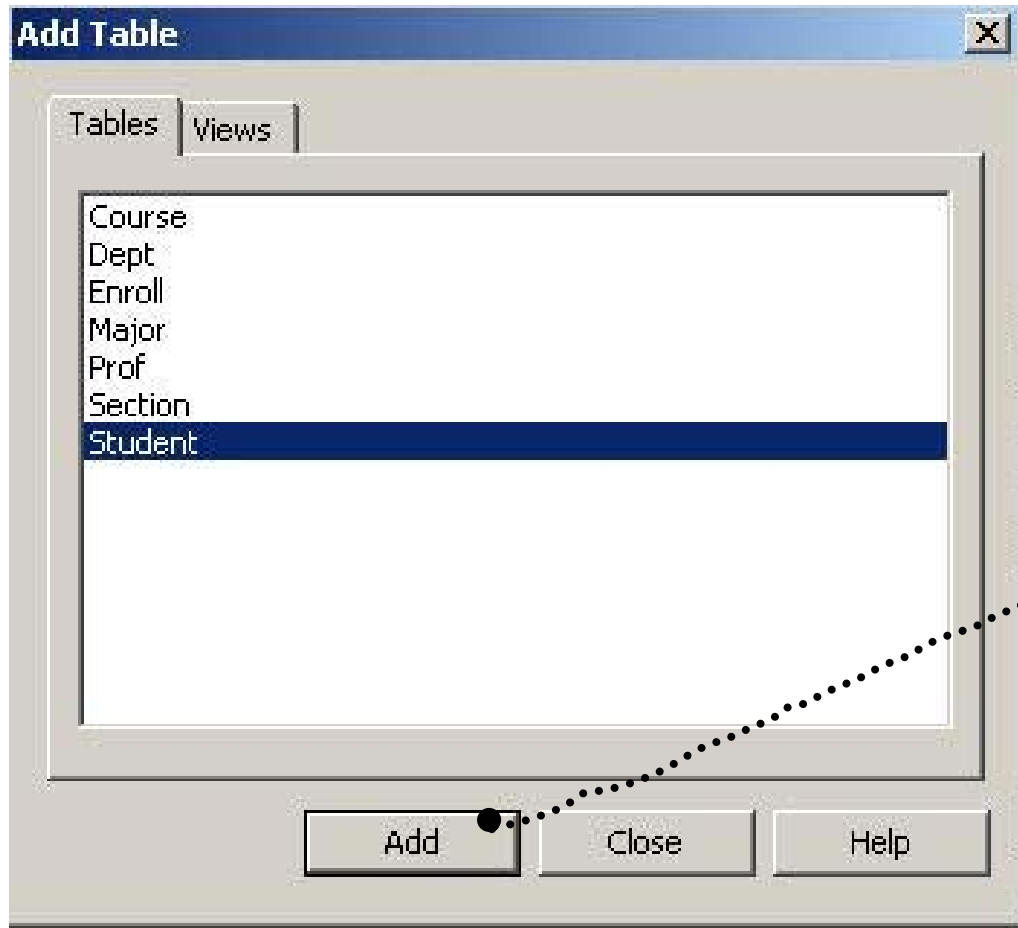 Add Table
Tables Views
Course
Dept
Enroll
Major
Prof
Section
Student
Add Close Help